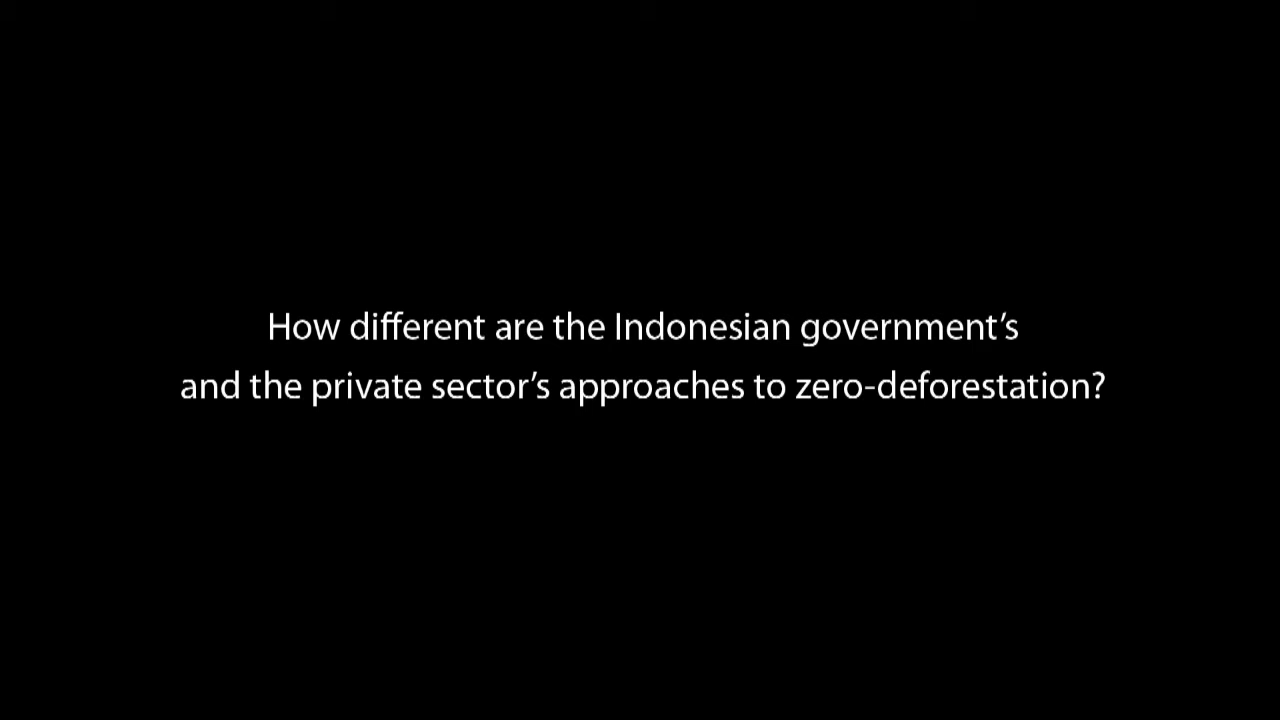 How different are the Indonesian government’s
and the private sector’s approaches to zero-deforestation?